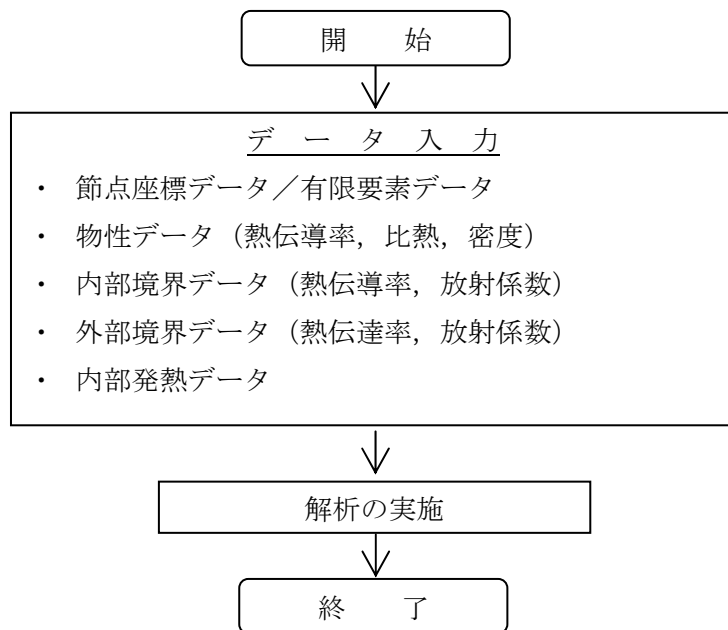 開　　始
データ入力
・ 節点座標データ／有限要素データ
・ 物性データ（熱伝導率，比熱，密度）
・ 内部境界データ（熱伝導率，放射係数）
・ 外部境界データ（熱伝達率，放射係数）
・ 内部発熱データ
解析の実施
終　　了